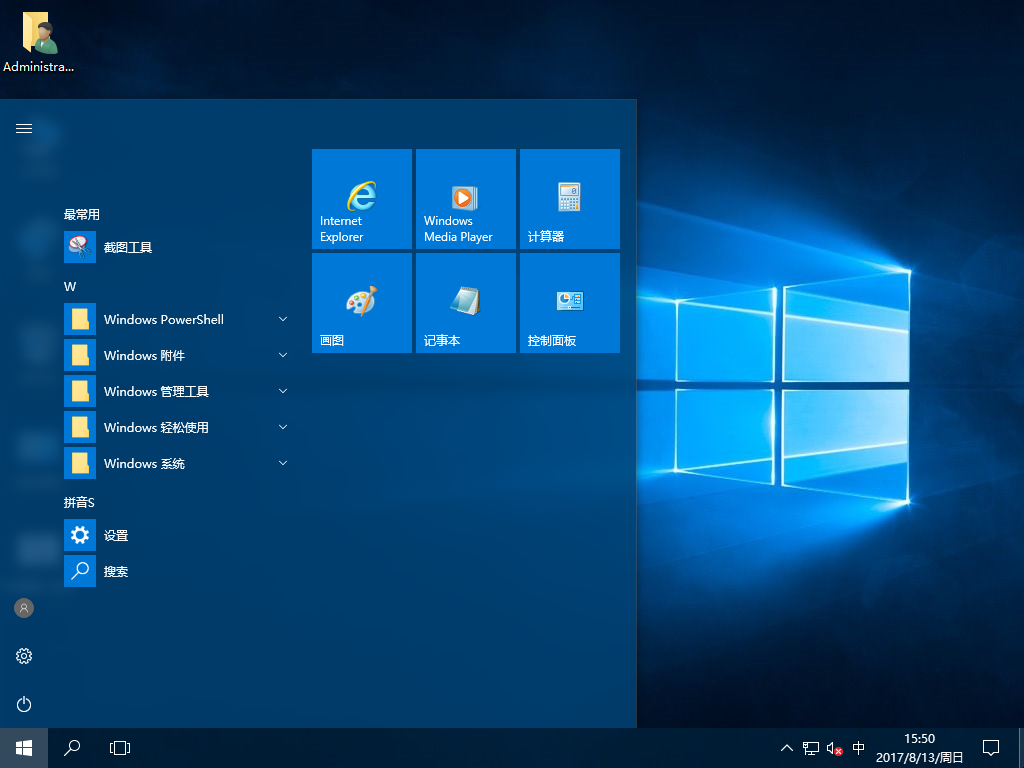 Administra...
最常用
截图工具
W
Windows PowerShell
Windows 附件
Windows 管理工具
Windows 轻松使用
Windows 系统
拼音S
设置
搜索
Internet
Explorer
Windows
Media Player
计算器
画图
记事本
控制面板
中
15:50
2017/8/13/周日